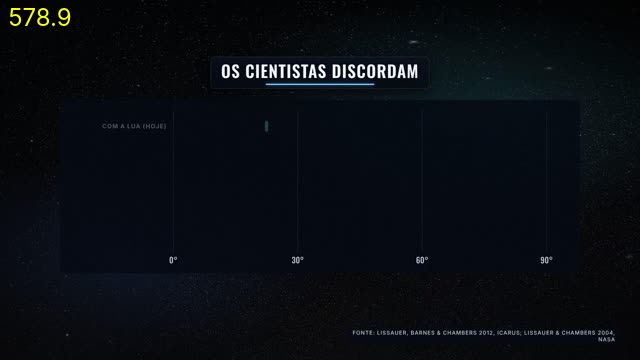 578.9
OS CIENTISTAS DISCORDAM
COM A LUA (HOJE)
0° 30° 60° 90°
FONTE: LISSAUER, BARNES & CHAMBERS 2012, ICARUS; LISSAUER & CHAMBERS 2004,
NASA